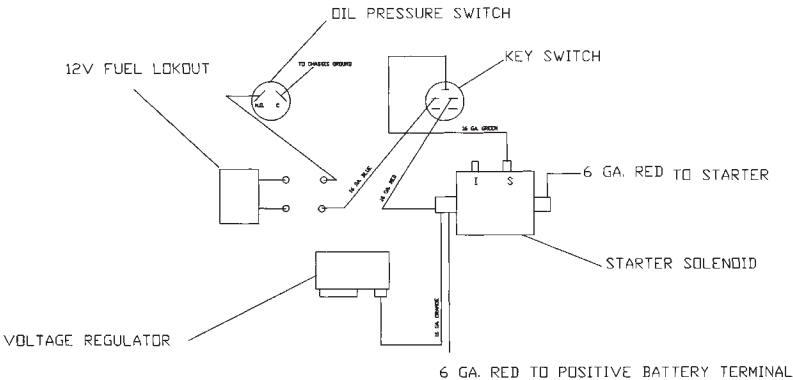 OIL PRESSURE SWITCH
KEY SWITCH
12V FUEL LOKOUT
TO CHASSIS GROUND
N.O. C
16 GA. GREEN
16 GA. BLUE
16 GA. RED
I S
6 GA. RED TO STARTER
STARTER SOLENOID
16 GA. ORANGE
VOLTAGE REGULATOR
6 GA. RED TO POSITIVE BATTERY TERMINAL